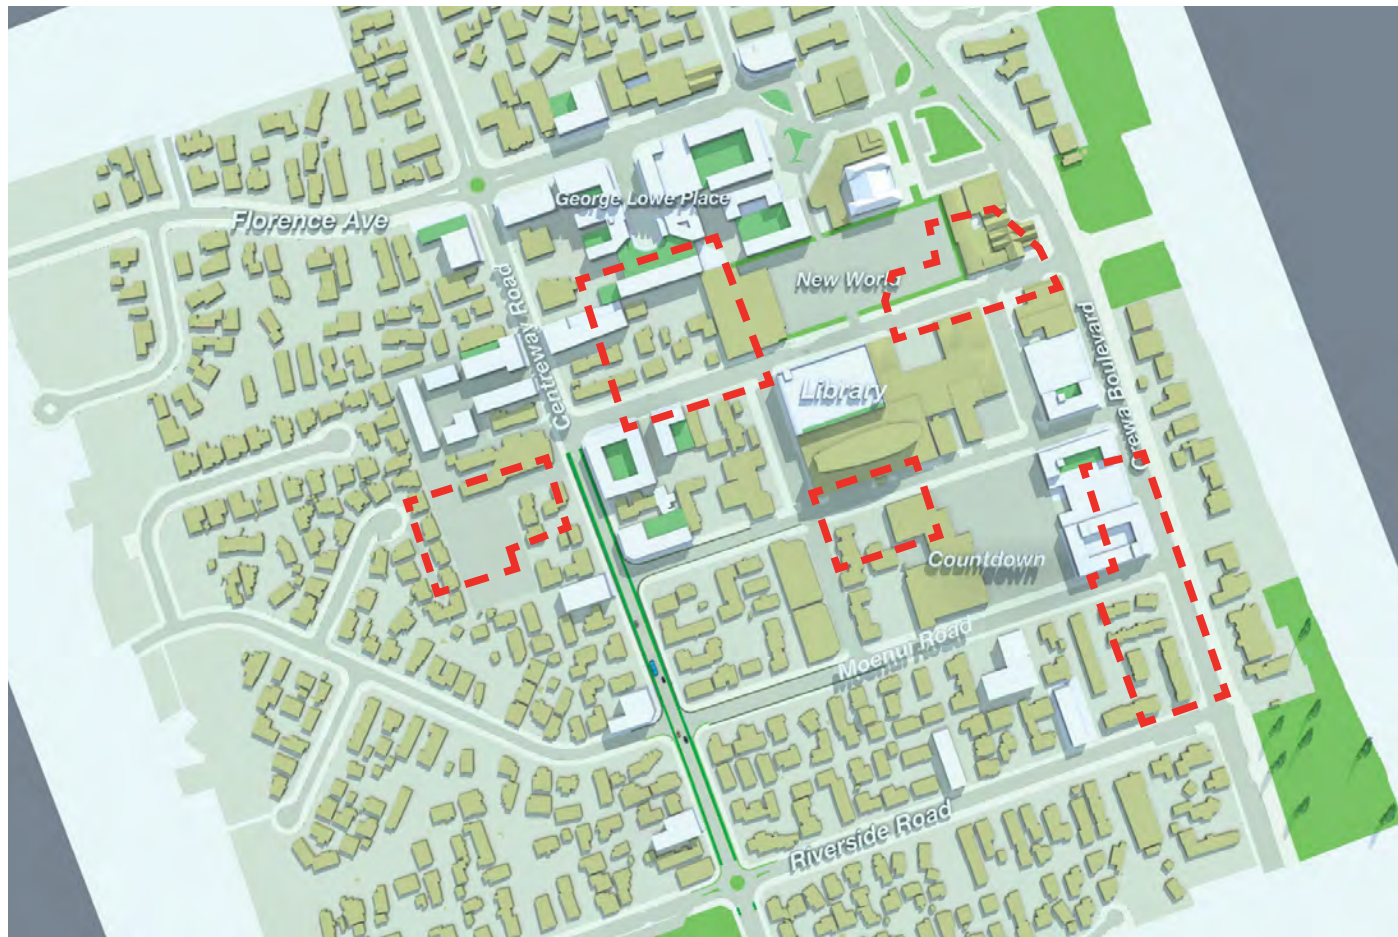 George Lowe Place
Florence Ave
New World
Centreway Road
Orewa Boulevard
Library
Countdown
Moenui Road
Riverside Road